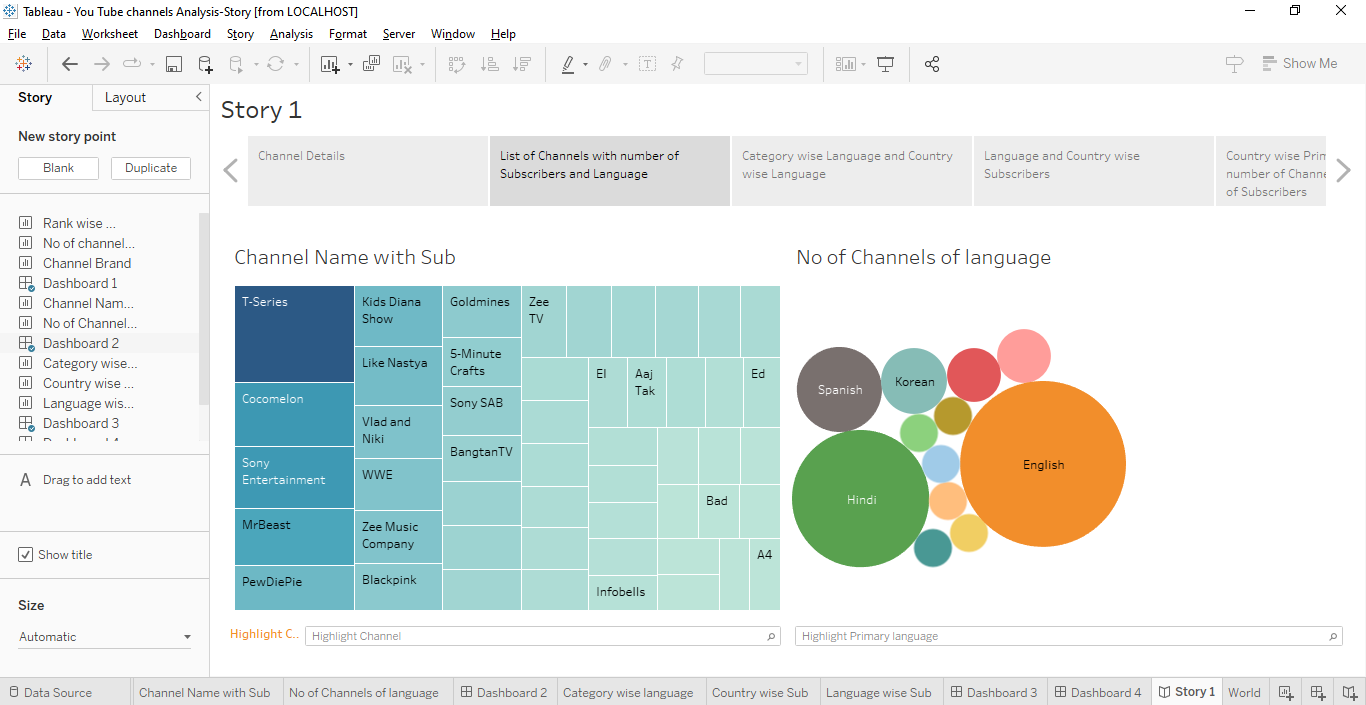 Tableau - You Tube channels Analysis-Story [from LOCALHOST]
File Data Worksheet Dashboard Story Analysis Format Server Window Help
Show Me
Story Layout
New story point
Blank Duplicate
Rank wise ...
No of channel...
Channel Brand
Dashboard 1
Channel Nam...
No of Channel...
Dashboard 2
Category wise...
Country wise ...
Language wis...
Dashboard 3
A Drag to add text
Show title
Size
Automatic
Story 1
Channel Details
List of Channels with number of
Subscribers and Language
Category wise Language and Country
wise Language
Language and Country wise
Subscribers
Country wise Prim
number of Channe
of Subscribers
Channel Name with Sub
T-Series
Cocomelon
Sony
Entertainment
MrBeast
PewDiePie
Kids Diana
Show
Like Nastya
Vlad and
Niki
WWE
Zee Music
Company
Blackpink
Goldmines
5-Minute
Crafts
Sony SAB
BangtanTV
Zee
TV
El
Aaj
Tak
Ed
Bad
A4
Infobells
Highlight C..
Highlight Channel
No of Channels of language
Spanish
Korean
Hindi
English
Highlight Primary language
Data Source
Channel Name with Sub
No of Channels of language
Dashboard 2
Category wise language
Country wise Sub
Language wise Sub
Dashboard 3
Dashboard 4
Story 1
World